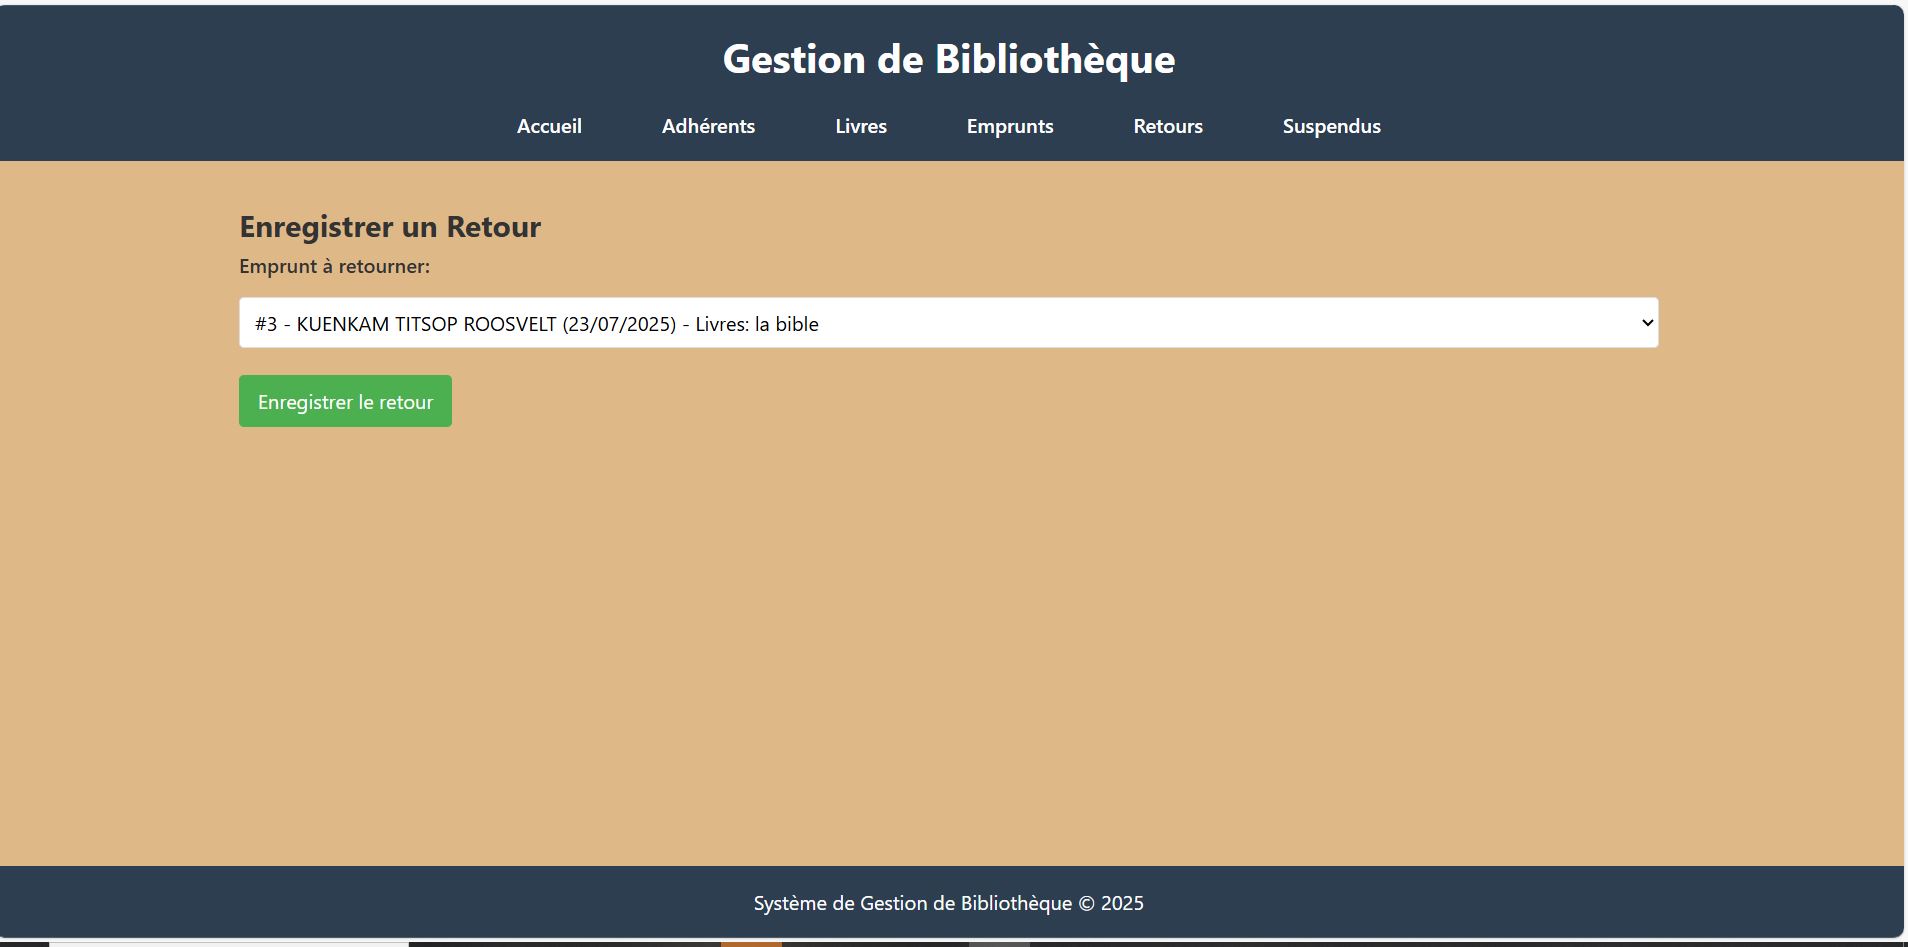 Gestion de Bibliothèque
Accueil Adhérents Livres Emprunts Retours Suspendus
Enregistrer un Retour
Emprunt à retourner:
#3 - KUENKAM TITSOP ROOSVELT (23/07/2025) - Livres: la bible
Enregistrer le retour
Système de Gestion de Bibliothèque © 2025